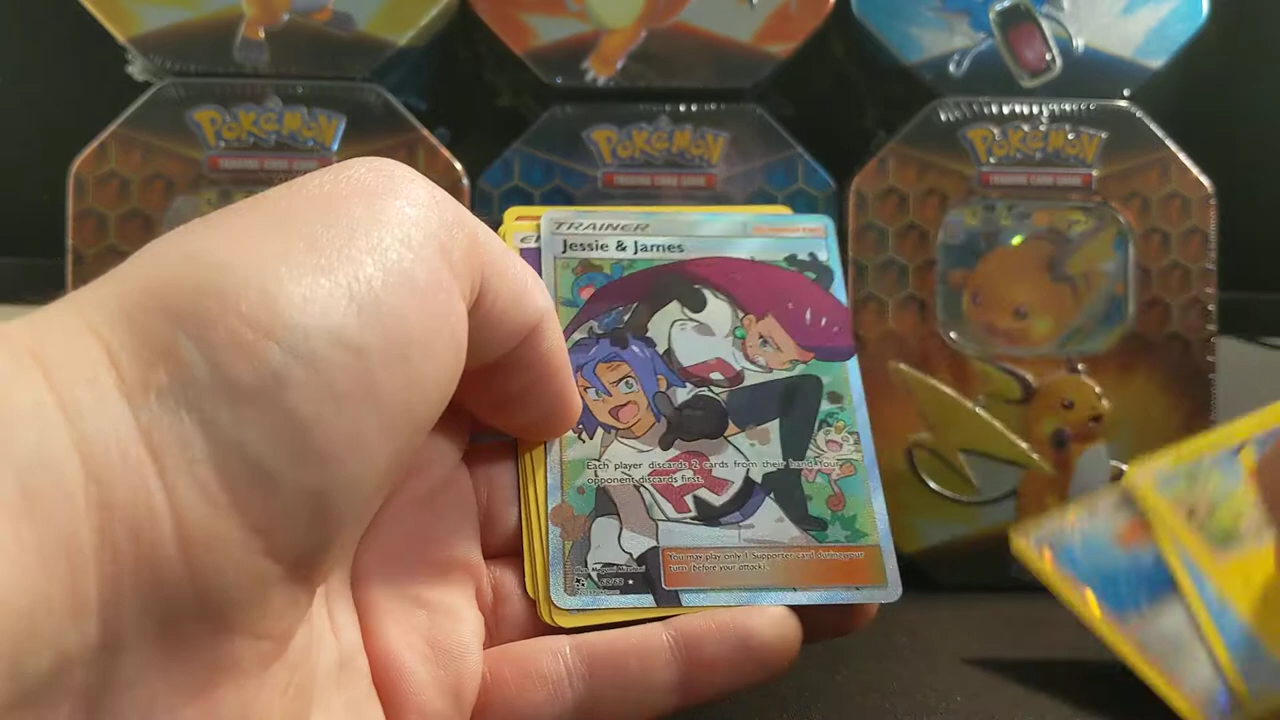 POKéMON
TRADING CARD GAME
POKéMON
TRADING CARD GAME
POKéMON
TRADING CARD GAME
TRAINER
Jessie & James
Each player discards 2 cards from their hand. Your
opponent discards first.
You may play only 1 Supporter card during your
turn (before your attack).
68/68